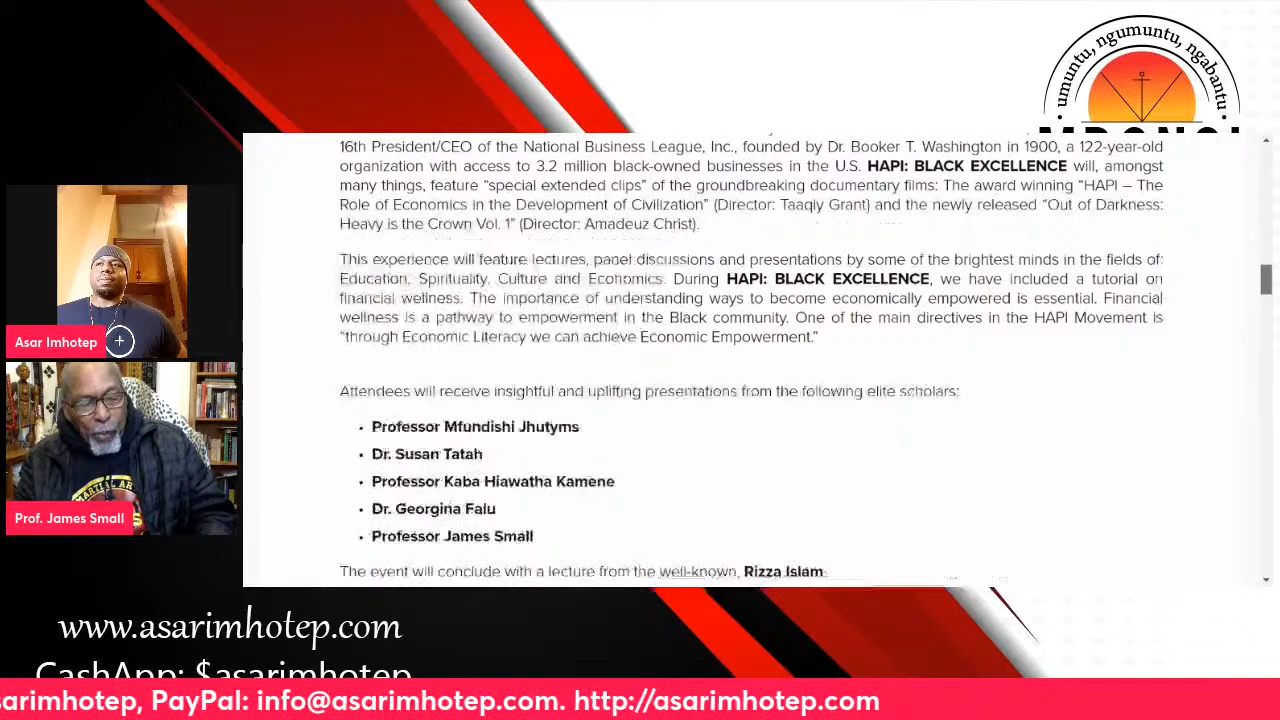 umuntu, ngumuntu, ngabantu
16th President/CEO of the National Business League, Inc., founded by Dr. Booker T. Washington in 1900, a 122-year-old
organization with access to 3.2 million black-owned businesses in the U.S. HAPI: BLACK EXCELLENCE will, amongst
many things, feature “special extended clips” of the groundbreaking documentary films: The award winning “HAPI – The
Role of Economics in the Development of Civilization” (Director: Taaqiy Grant) and the newly released “Out of Darkness:
Heavy is the Crown Vol. 1” (Director: Amadeuz Christ).
This experience will feature lectures, panel discussions and presentations by some of the brightest minds in the fields of:
Education, Spirituality, Culture and Economics. During HAPI: BLACK EXCELLENCE, we have included a tutorial on
financial wellness. The importance of understanding ways to become economically empowered is essential. Financial
wellness is a pathway to empowerment in the Black community. One of the main directives in the HAPI Movement is
“through Economic Literacy we can achieve Economic Empowerment.”
Attendees will receive insightful and uplifting presentations from the following elite scholars:
• Professor Mfundishi Jhutyms
• Dr. Susan Tatah
• Professor Kaba Hiawatha Kamene
• Dr. Georgina Falu
• Professor James Small
The event will conclude with a lecture from the well-known, Rizza Islam
Asar Imhotep
MARTIAL AR
Prof. James Small
www.asarimhotep.com
CashApp: $asarimhotep
sarimhotep, PayPal: info@asarimhotep.com. http://asarimhotep.com